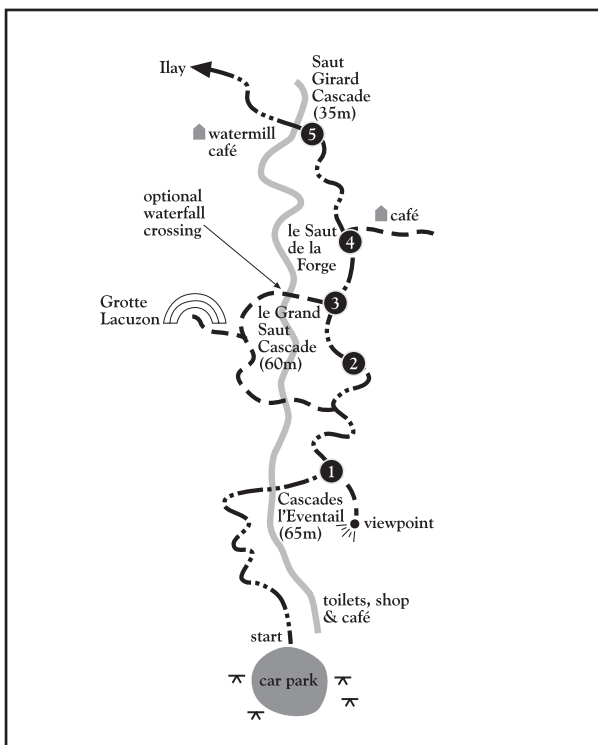 Saut
Girard
Cascade
(35m)
Ilay
5
watermill
café
optional
waterfall
crossing
café
le Saut
de la
Forge
4
Grotte
Lacuzon
3
le Grand
Saut
Cascade
(60m)
2
1
Cascades
l'Eventail
(65m)
viewpoint
toilets, shop
& café
start
car park